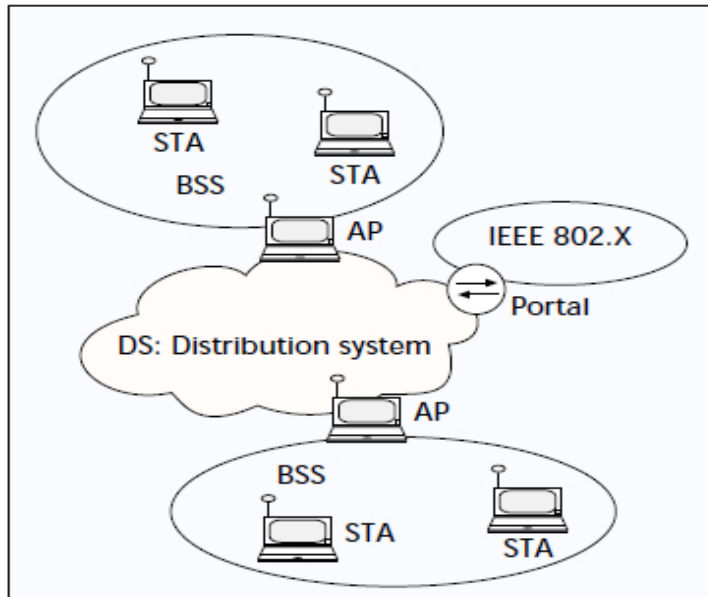 STA
STA
BSS
AP
IEEE 802.X
Portal
DS: Distribution system
AP
BSS
STA
STA